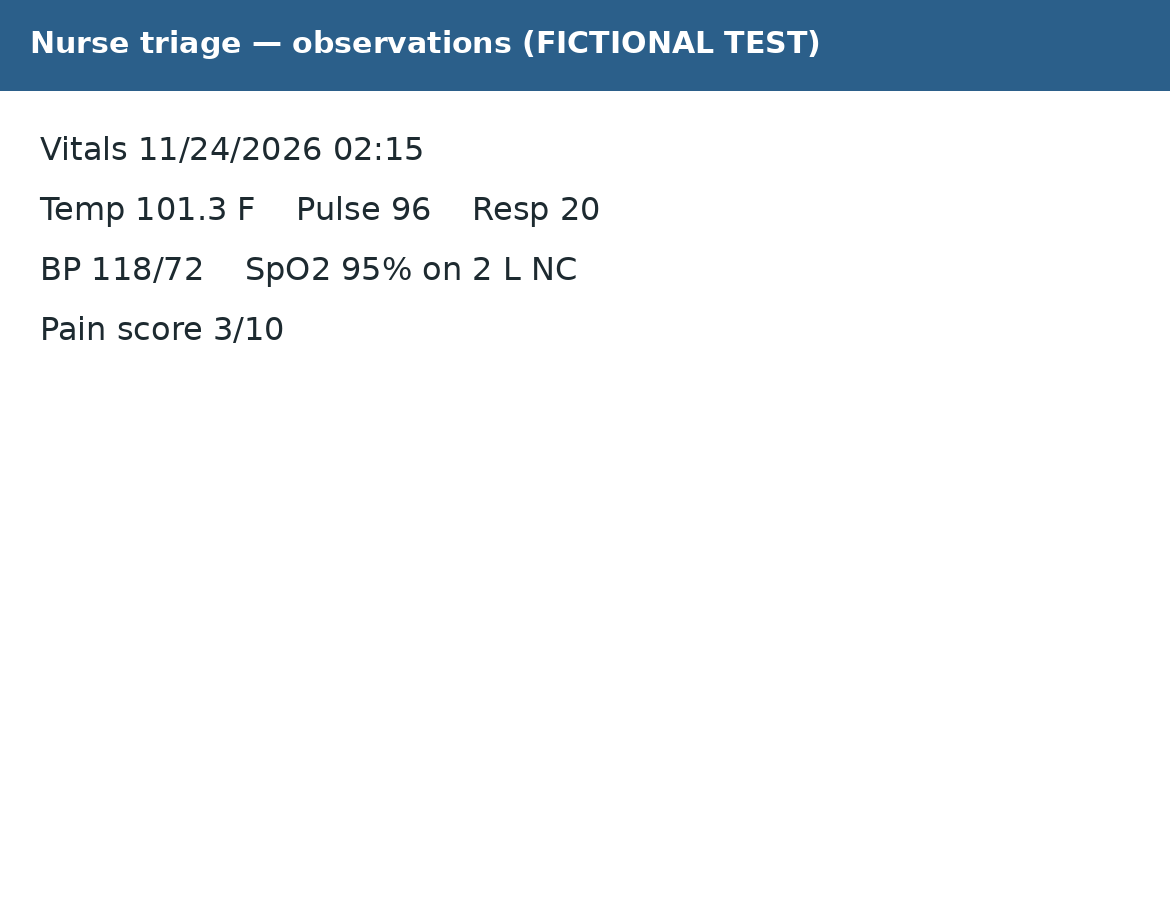 Nurse triage — observations (FICTIONAL TEST)
Vitals 11/24/2026 02:15
Temp 101.3 F    Pulse 96    Resp 20
BP 118/72    SpO2 95% on 2 L NC
Pain score 3/10